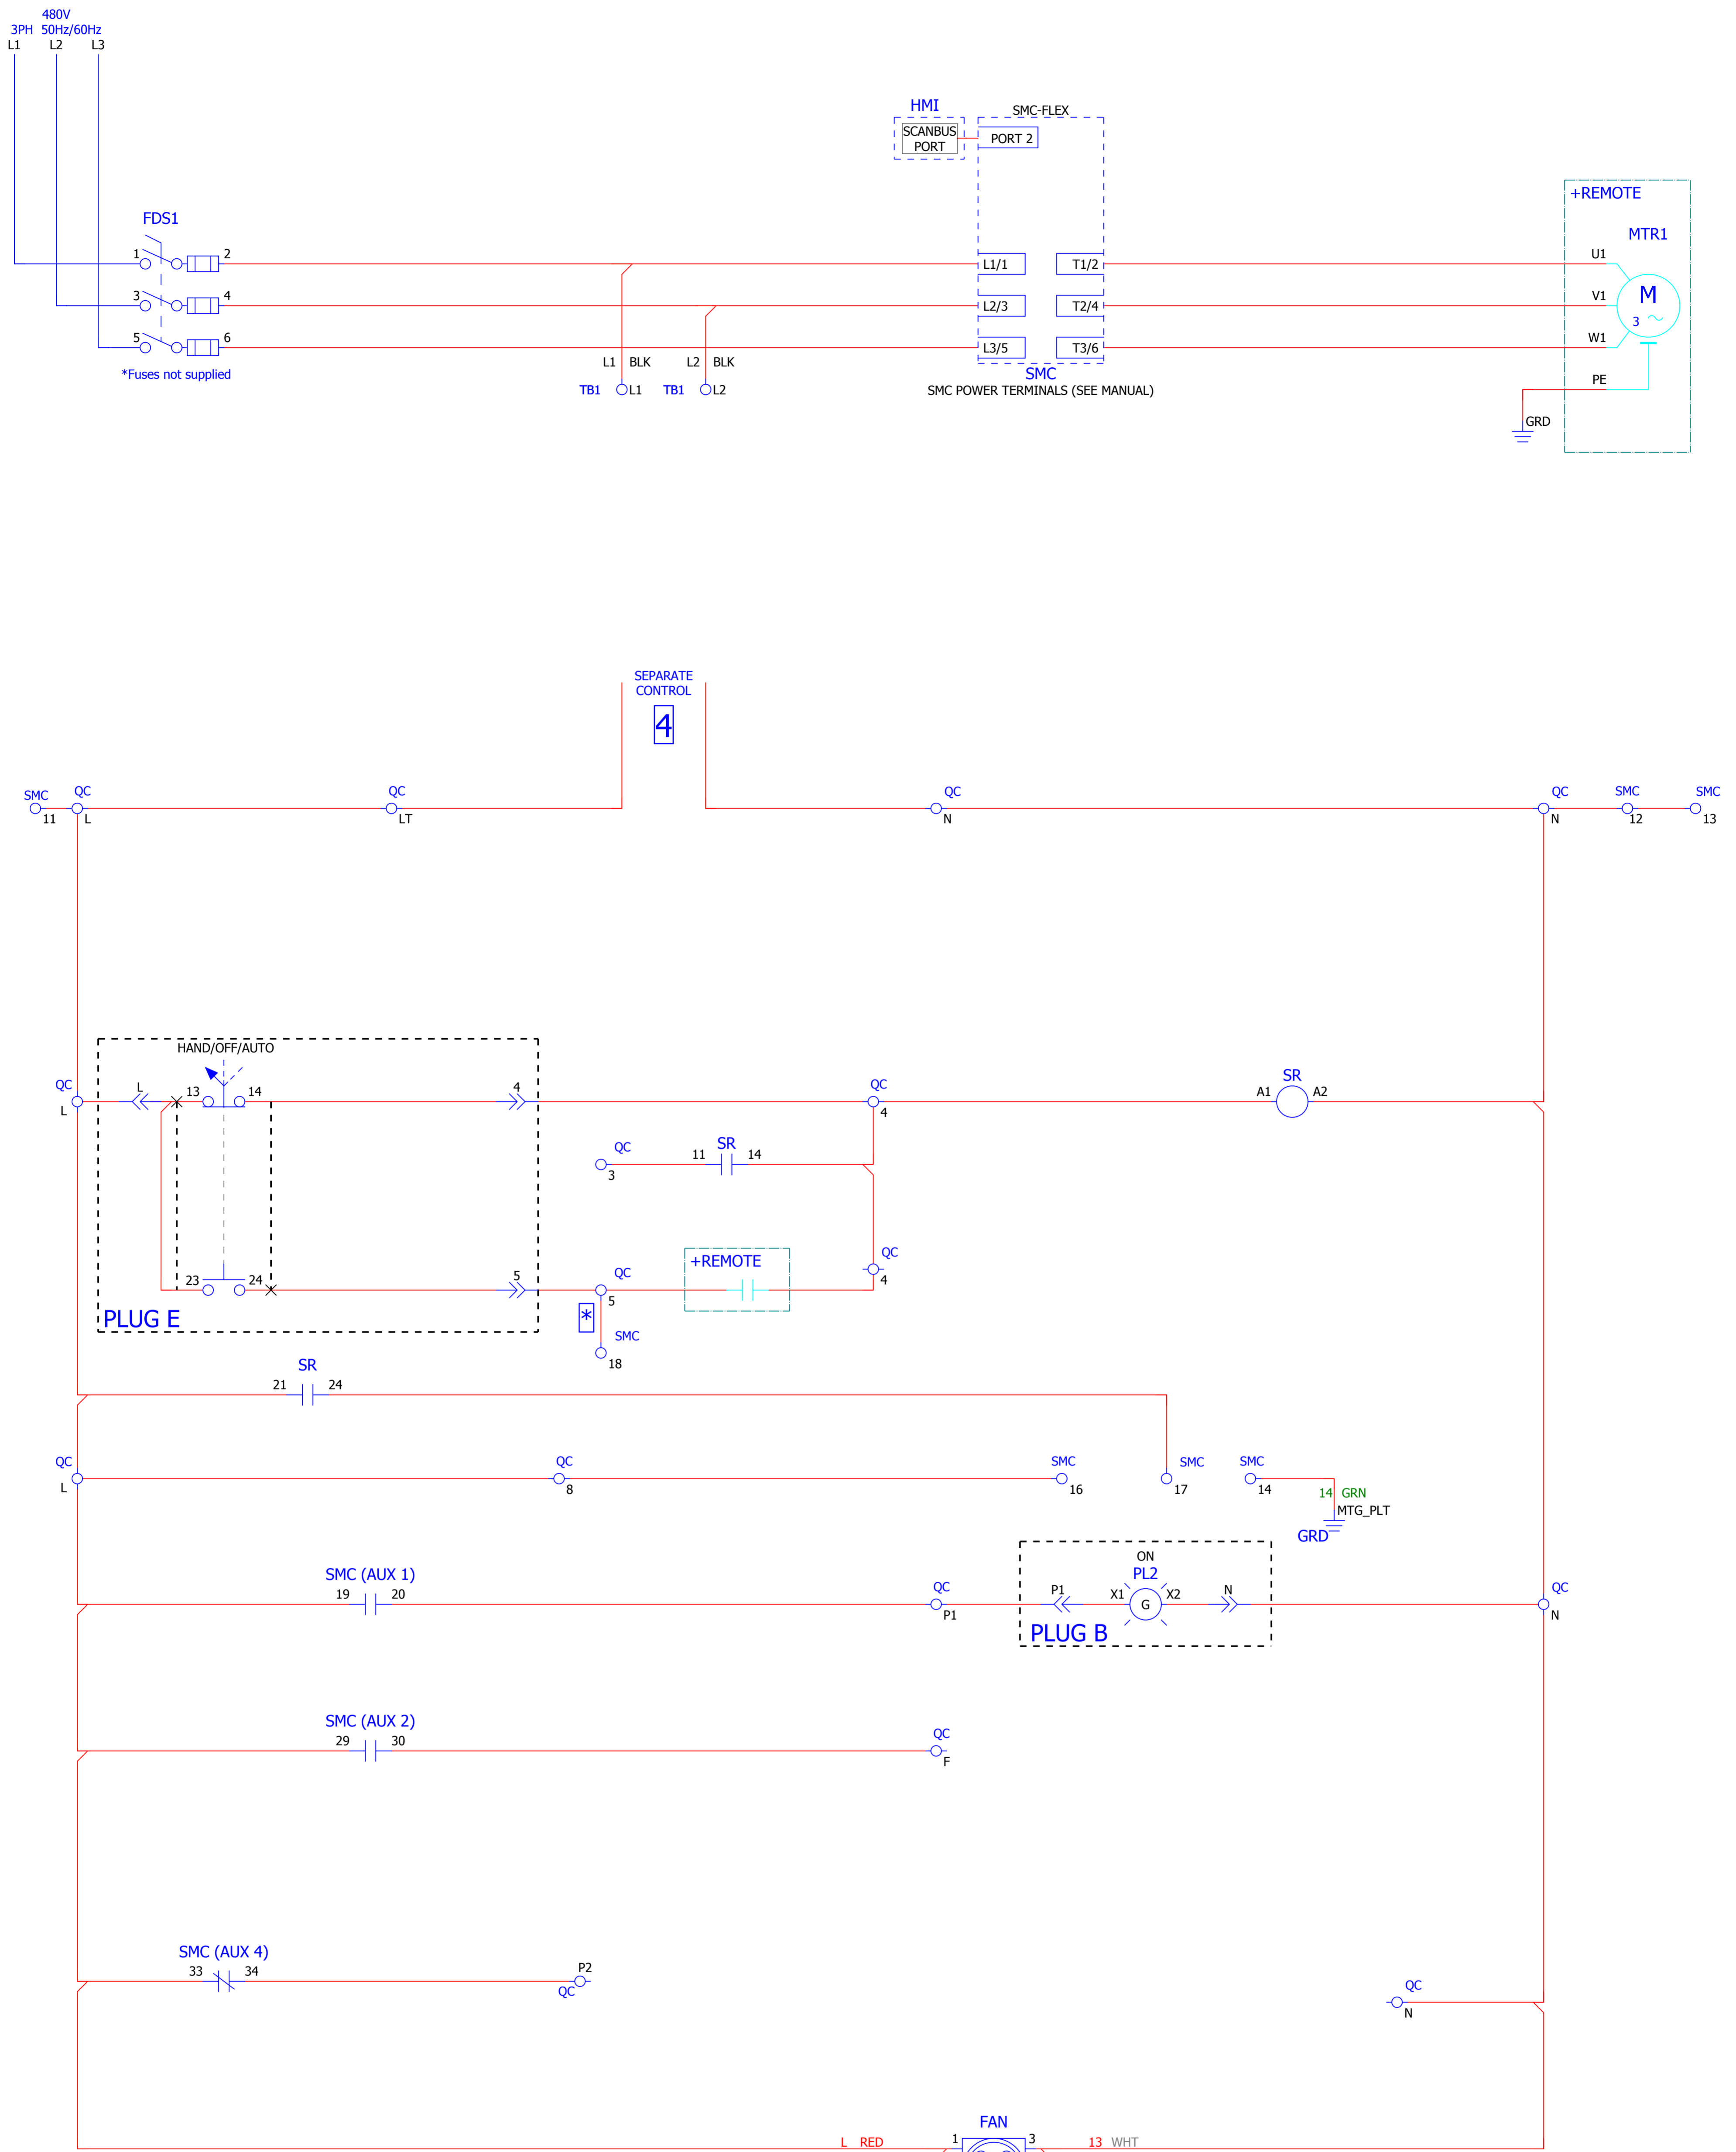 480V
3PH 50Hz/60Hz
L1 L2 L3
HMI
SCANBUS
PORT
SMC-FLEX
PORT 2
+REMOTE
MTR1
FDS1
1 2
3 4
5 6
*Fuses not supplied
L1/1 T1/2
L2/3 T2/4
L3/5 T3/6
U1
V1
W1
PE
M
3
L1 BLK L2 BLK
TB1 L1 TB1 L2
SMC
SMC POWER TERMINALS (SEE MANUAL)
GRD
SEPARATE
CONTROL
4
SMC QC QC QC QC SMC SMC
11 L LT N N 12 13
HAND/OFF/AUTO
QC L 13 14 4 QC SR
L 4 A1 A2
QC SR
3 11 14
+REMOTE
QC
4
23 24 5 QC
5
PLUG E
*
SMC
18
SR
21 24
QC QC SMC SMC SMC
L 8 16 17 14
14 GRN
MTG_PLT
GRD
ON
PL2
SMC (AUX 1)
19 20
QC P1 X1 G X2 N QC
P1 N
PLUG B
SMC (AUX 2)
29 30
QC
F
SMC (AUX 4)
33 34
P2
QC
QC
N
FAN
L RED 1 3 13 WHT